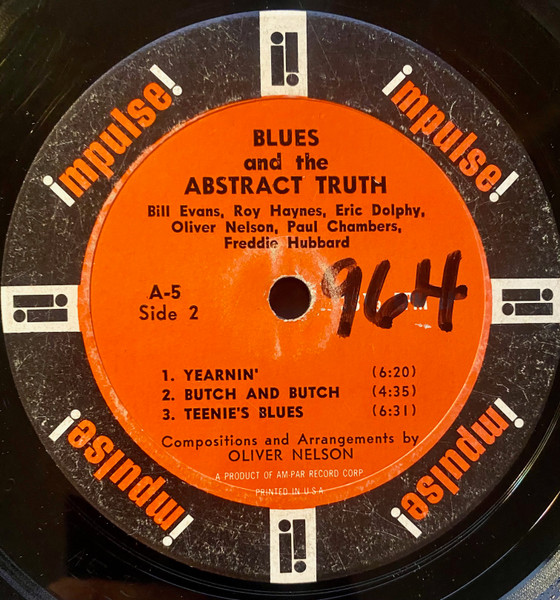 impulse!
impulse!
BLUES
and the
ABSTRACT TRUTH
Bill Evans, Roy Haynes, Eric Dolphy,
Oliver Nelson, Paul Chambers,
Freddie Hubbard
A-5
Side 2
964
1. YEARNIN' (6:20)
2. BUTCH AND BUTCH (4:35)
3. TEENIE'S BLUES (6:31)
Compositions and Arrangements by
OLIVER NELSON
A PRODUCT OF AM-PAR RECORD CORP.
PRINTED IN U.S.A.
impulse!
impulse!